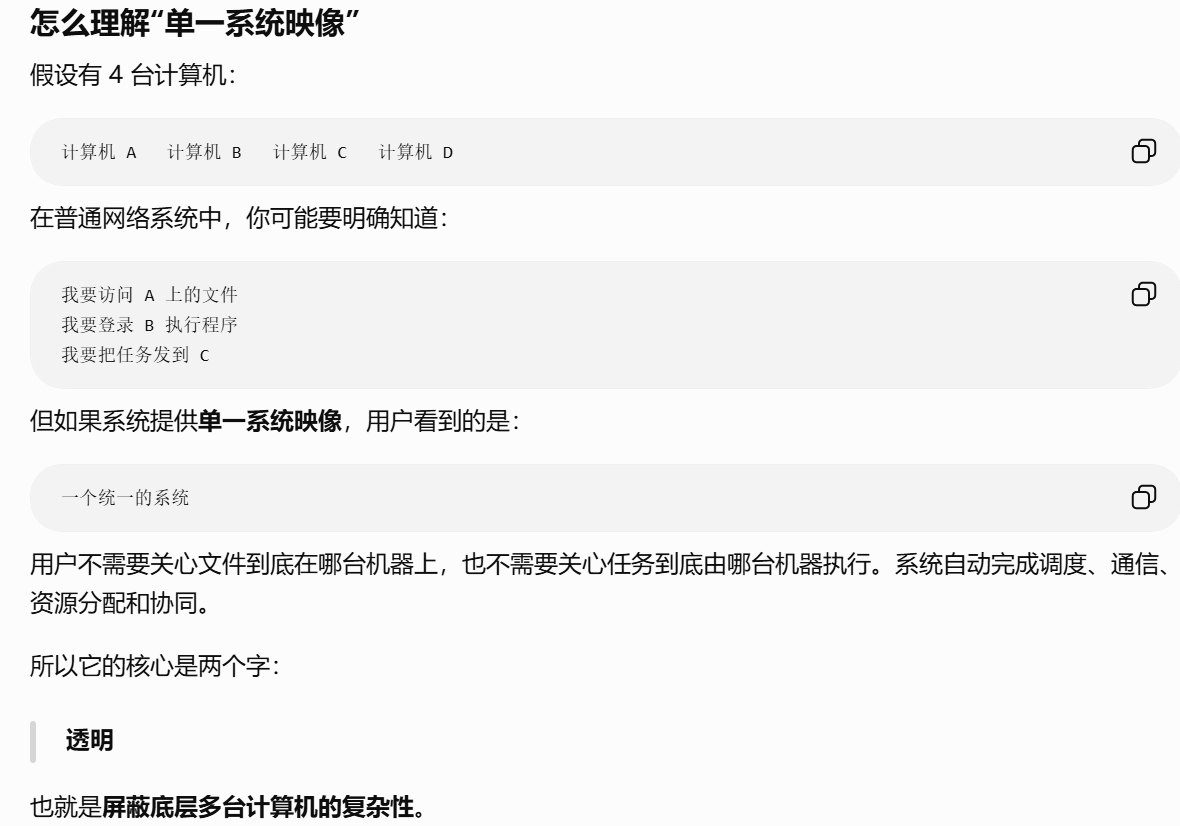 怎么理解“单一系统映像”
假设有 4 台计算机：
计算机 A   计算机 B   计算机 C   计算机 D
在普通网络系统中，你可能要明确知道：
我要访问 A 上的文件
我要登录 B 执行程序
我要把任务发到 C
但如果系统提供单一系统映像，用户看到的是：
一个统一的系统
用户不需要关心文件到底在哪台机器上，也不需要关心任务到底由哪台机器执行。系统自动完成调度、通信、
资源分配和协同。
所以它的核心是两个字：
透明
也就是屏蔽底层多台计算机的复杂性。